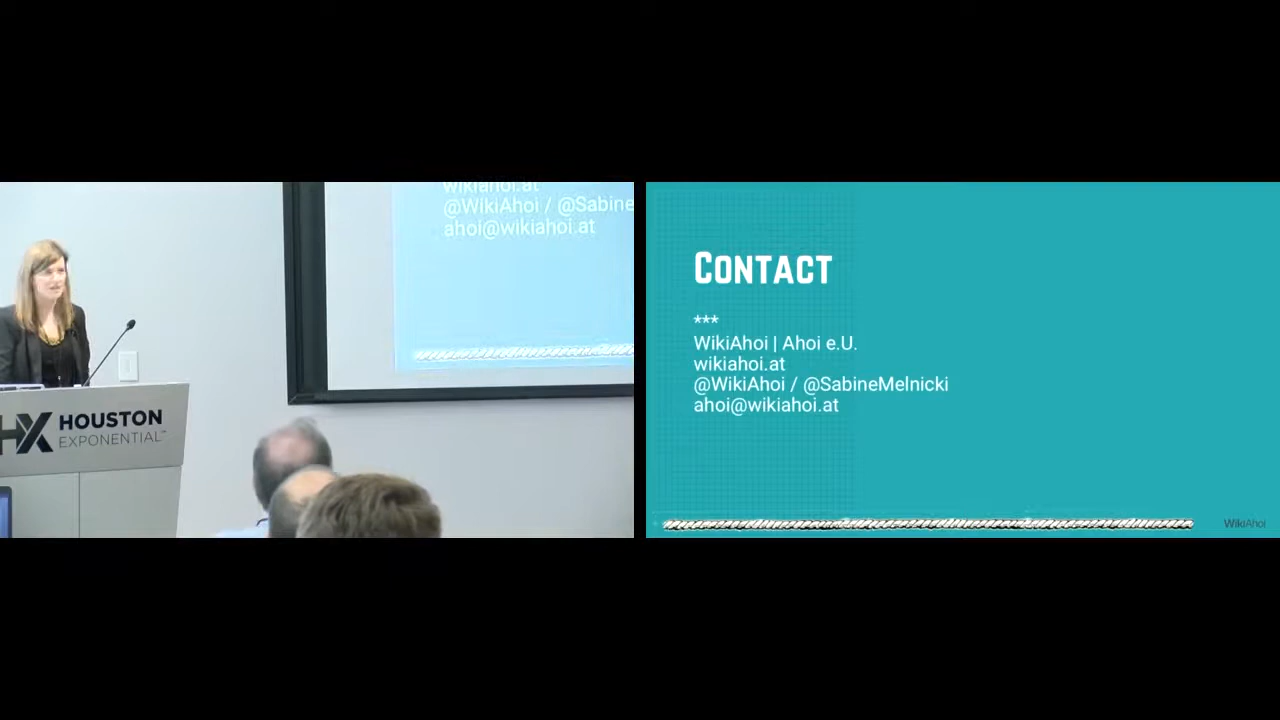 wikiahoi.at
@WikiAhoi / @Sabine
ahoi@wikiahoi.at
HX HOUSTON
EXPONENTIAL
CONTACT
***
WikiAhoi | Ahoi e.U.
wikiahoi.at
@WikiAhoi / @SabineMelnicki
ahoi@wikiahoi.at
WikiAhoi